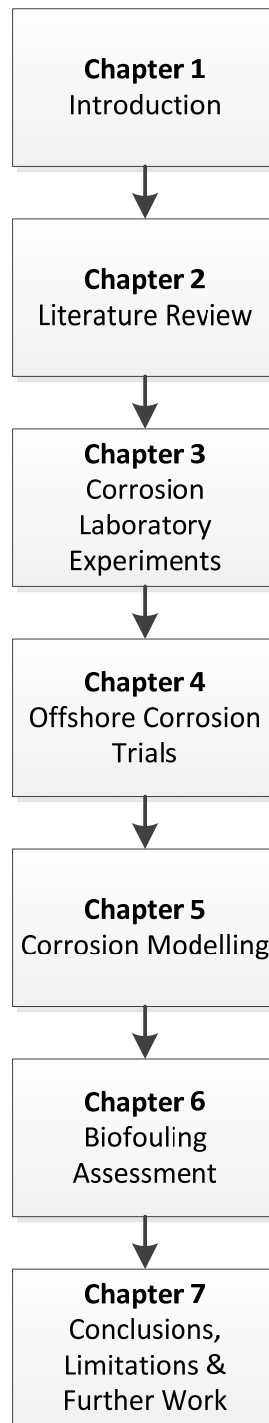 Chapter 1
Introduction
Chapter 2
Literature Review
Chapter 3
Corrosion
Laboratory
Experiments
Chapter 4
Offshore Corrosion
Trials
Chapter 5
Corrosion Modelling
Chapter 6
Biofouling
Assessment
Chapter 7
Conclusions,
Limitations &
Further Work